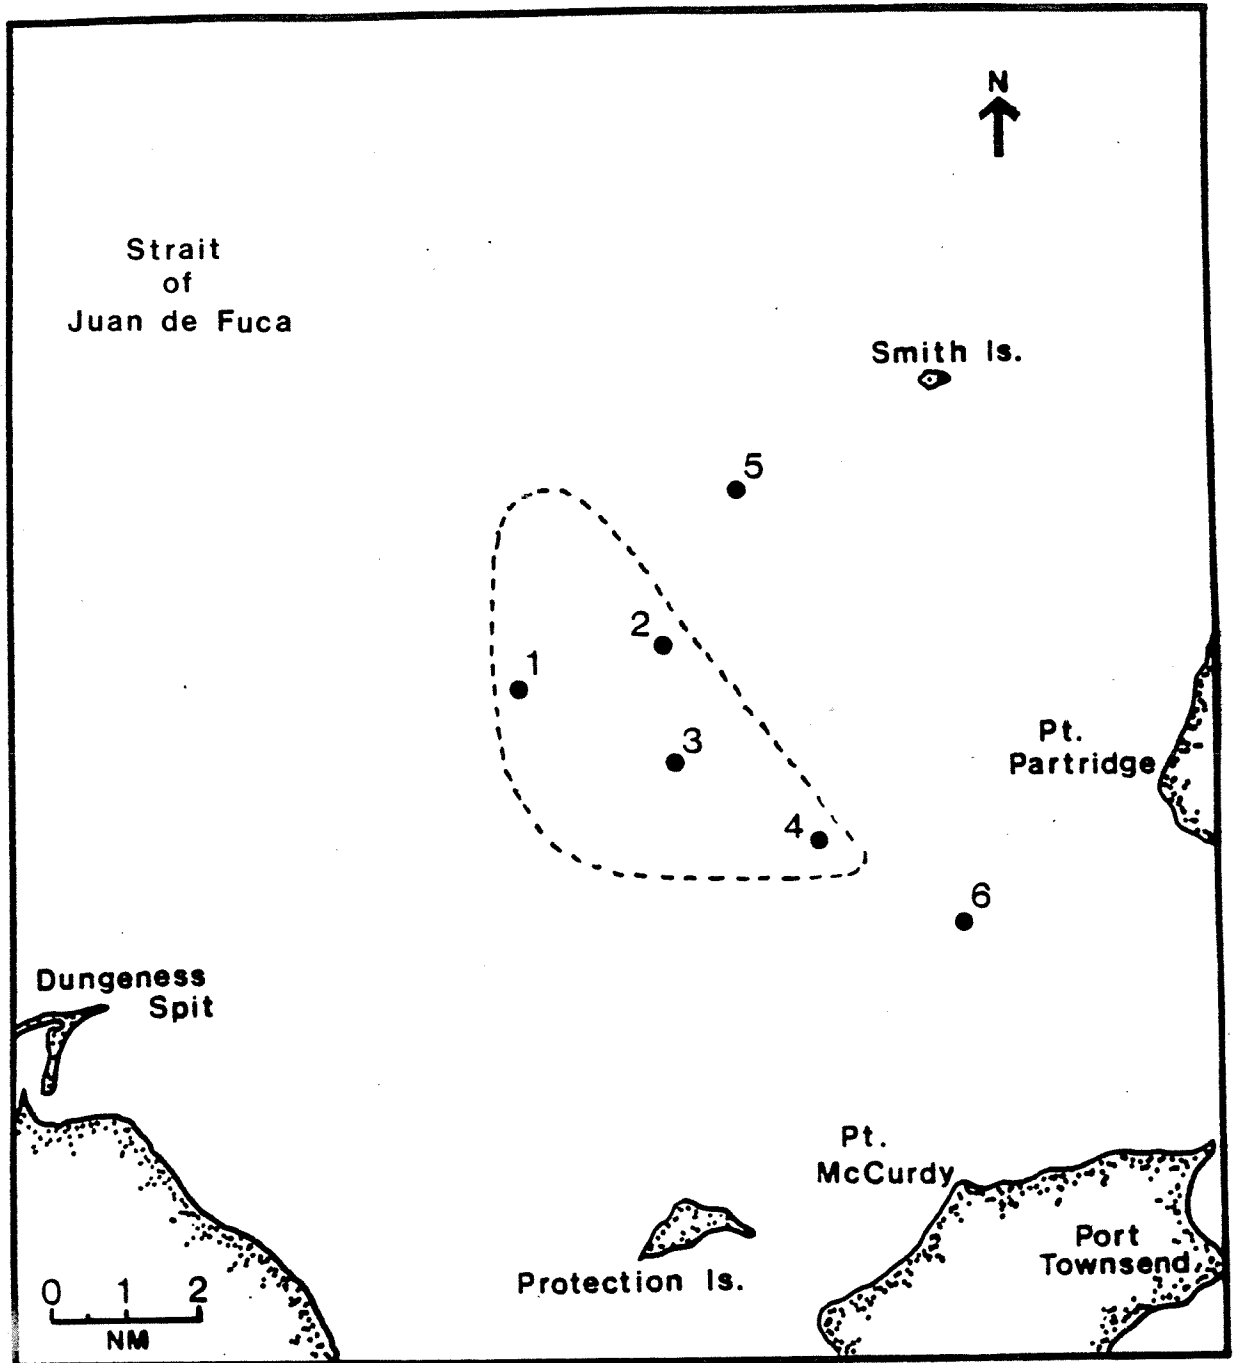 N
Strait
of
Juan de Fuca
Smith Is.
5
2
1
3
Pt.
Partridge
4
6
Dungeness
Spit
Pt.
McCurdy
Port
Townsend
Protection Is.
0 1 2
NM